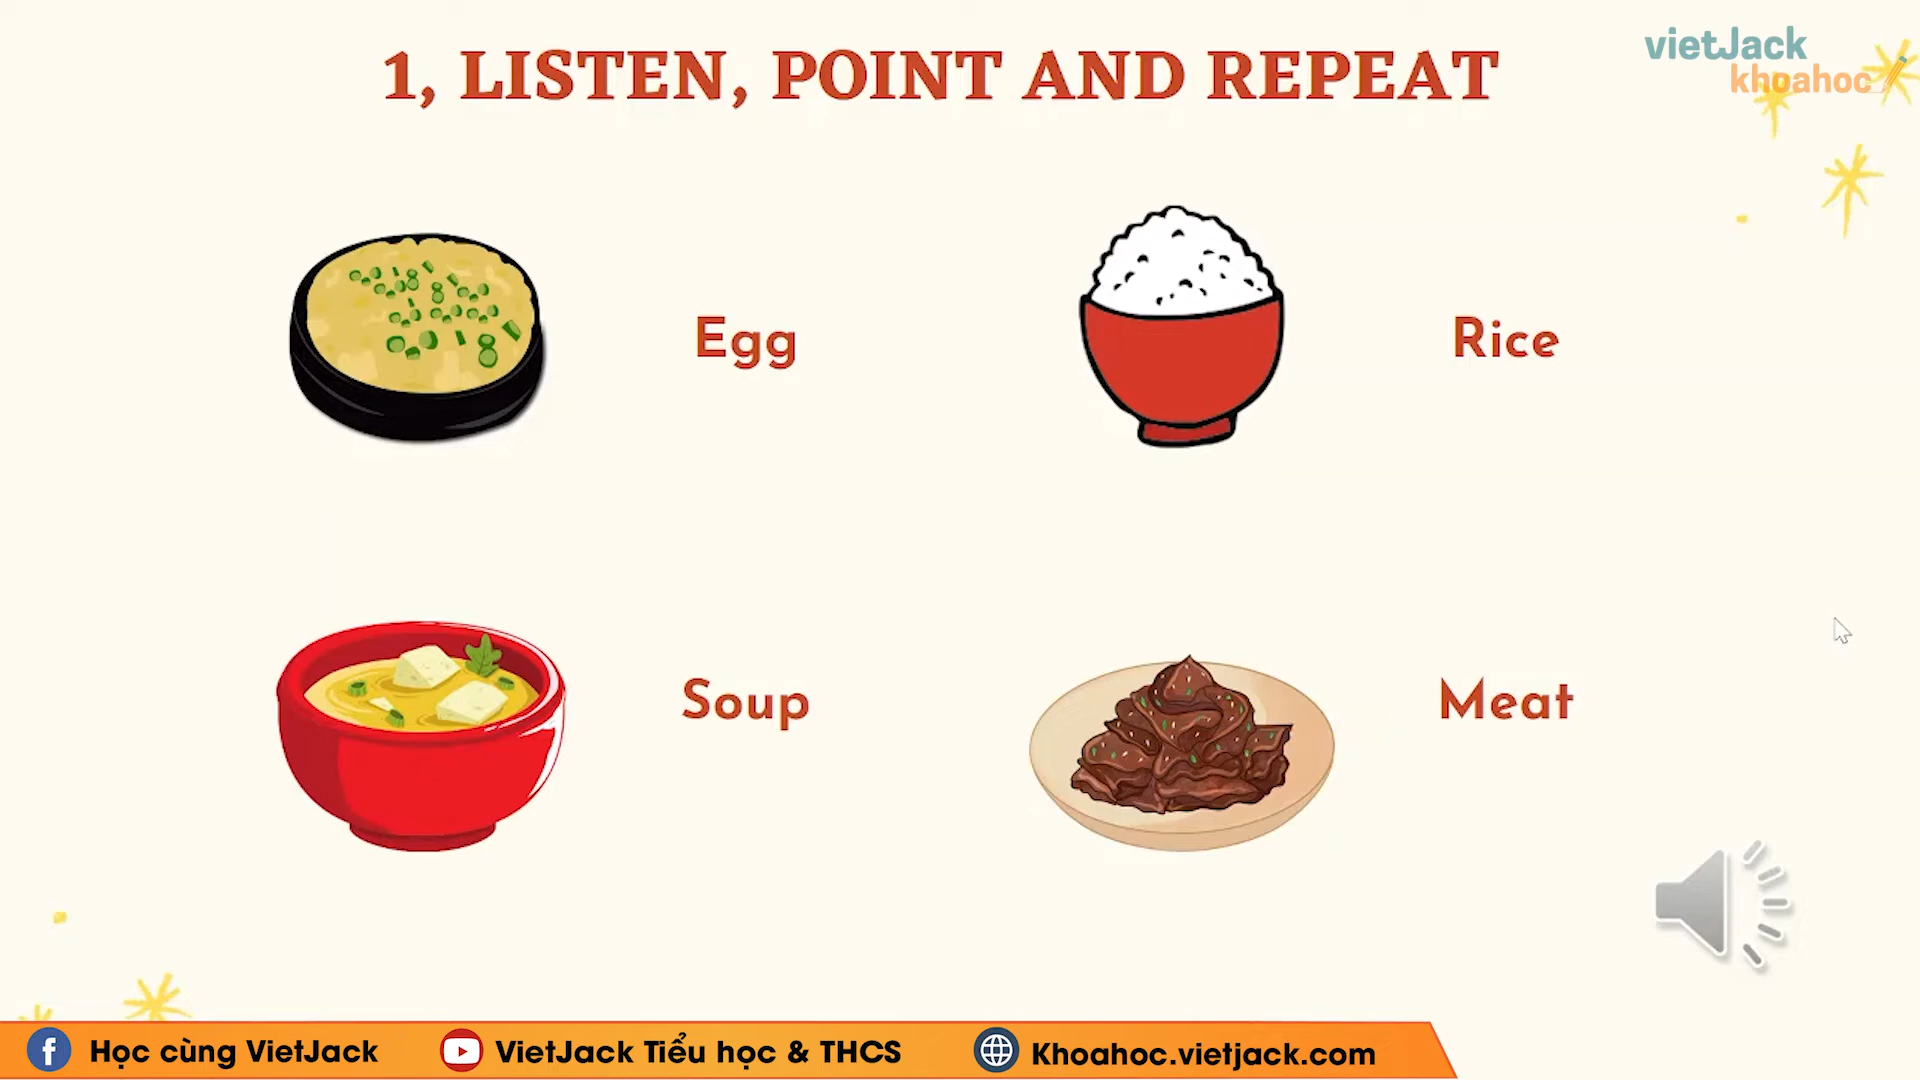 1, LISTEN, POINT AND REPEAT
vietJack
khoahoc
Egg
Rice
Soup
Meat
Học cùng VietJack
VietJack Tiểu học & THCS
Khoahoc.vietjack.com